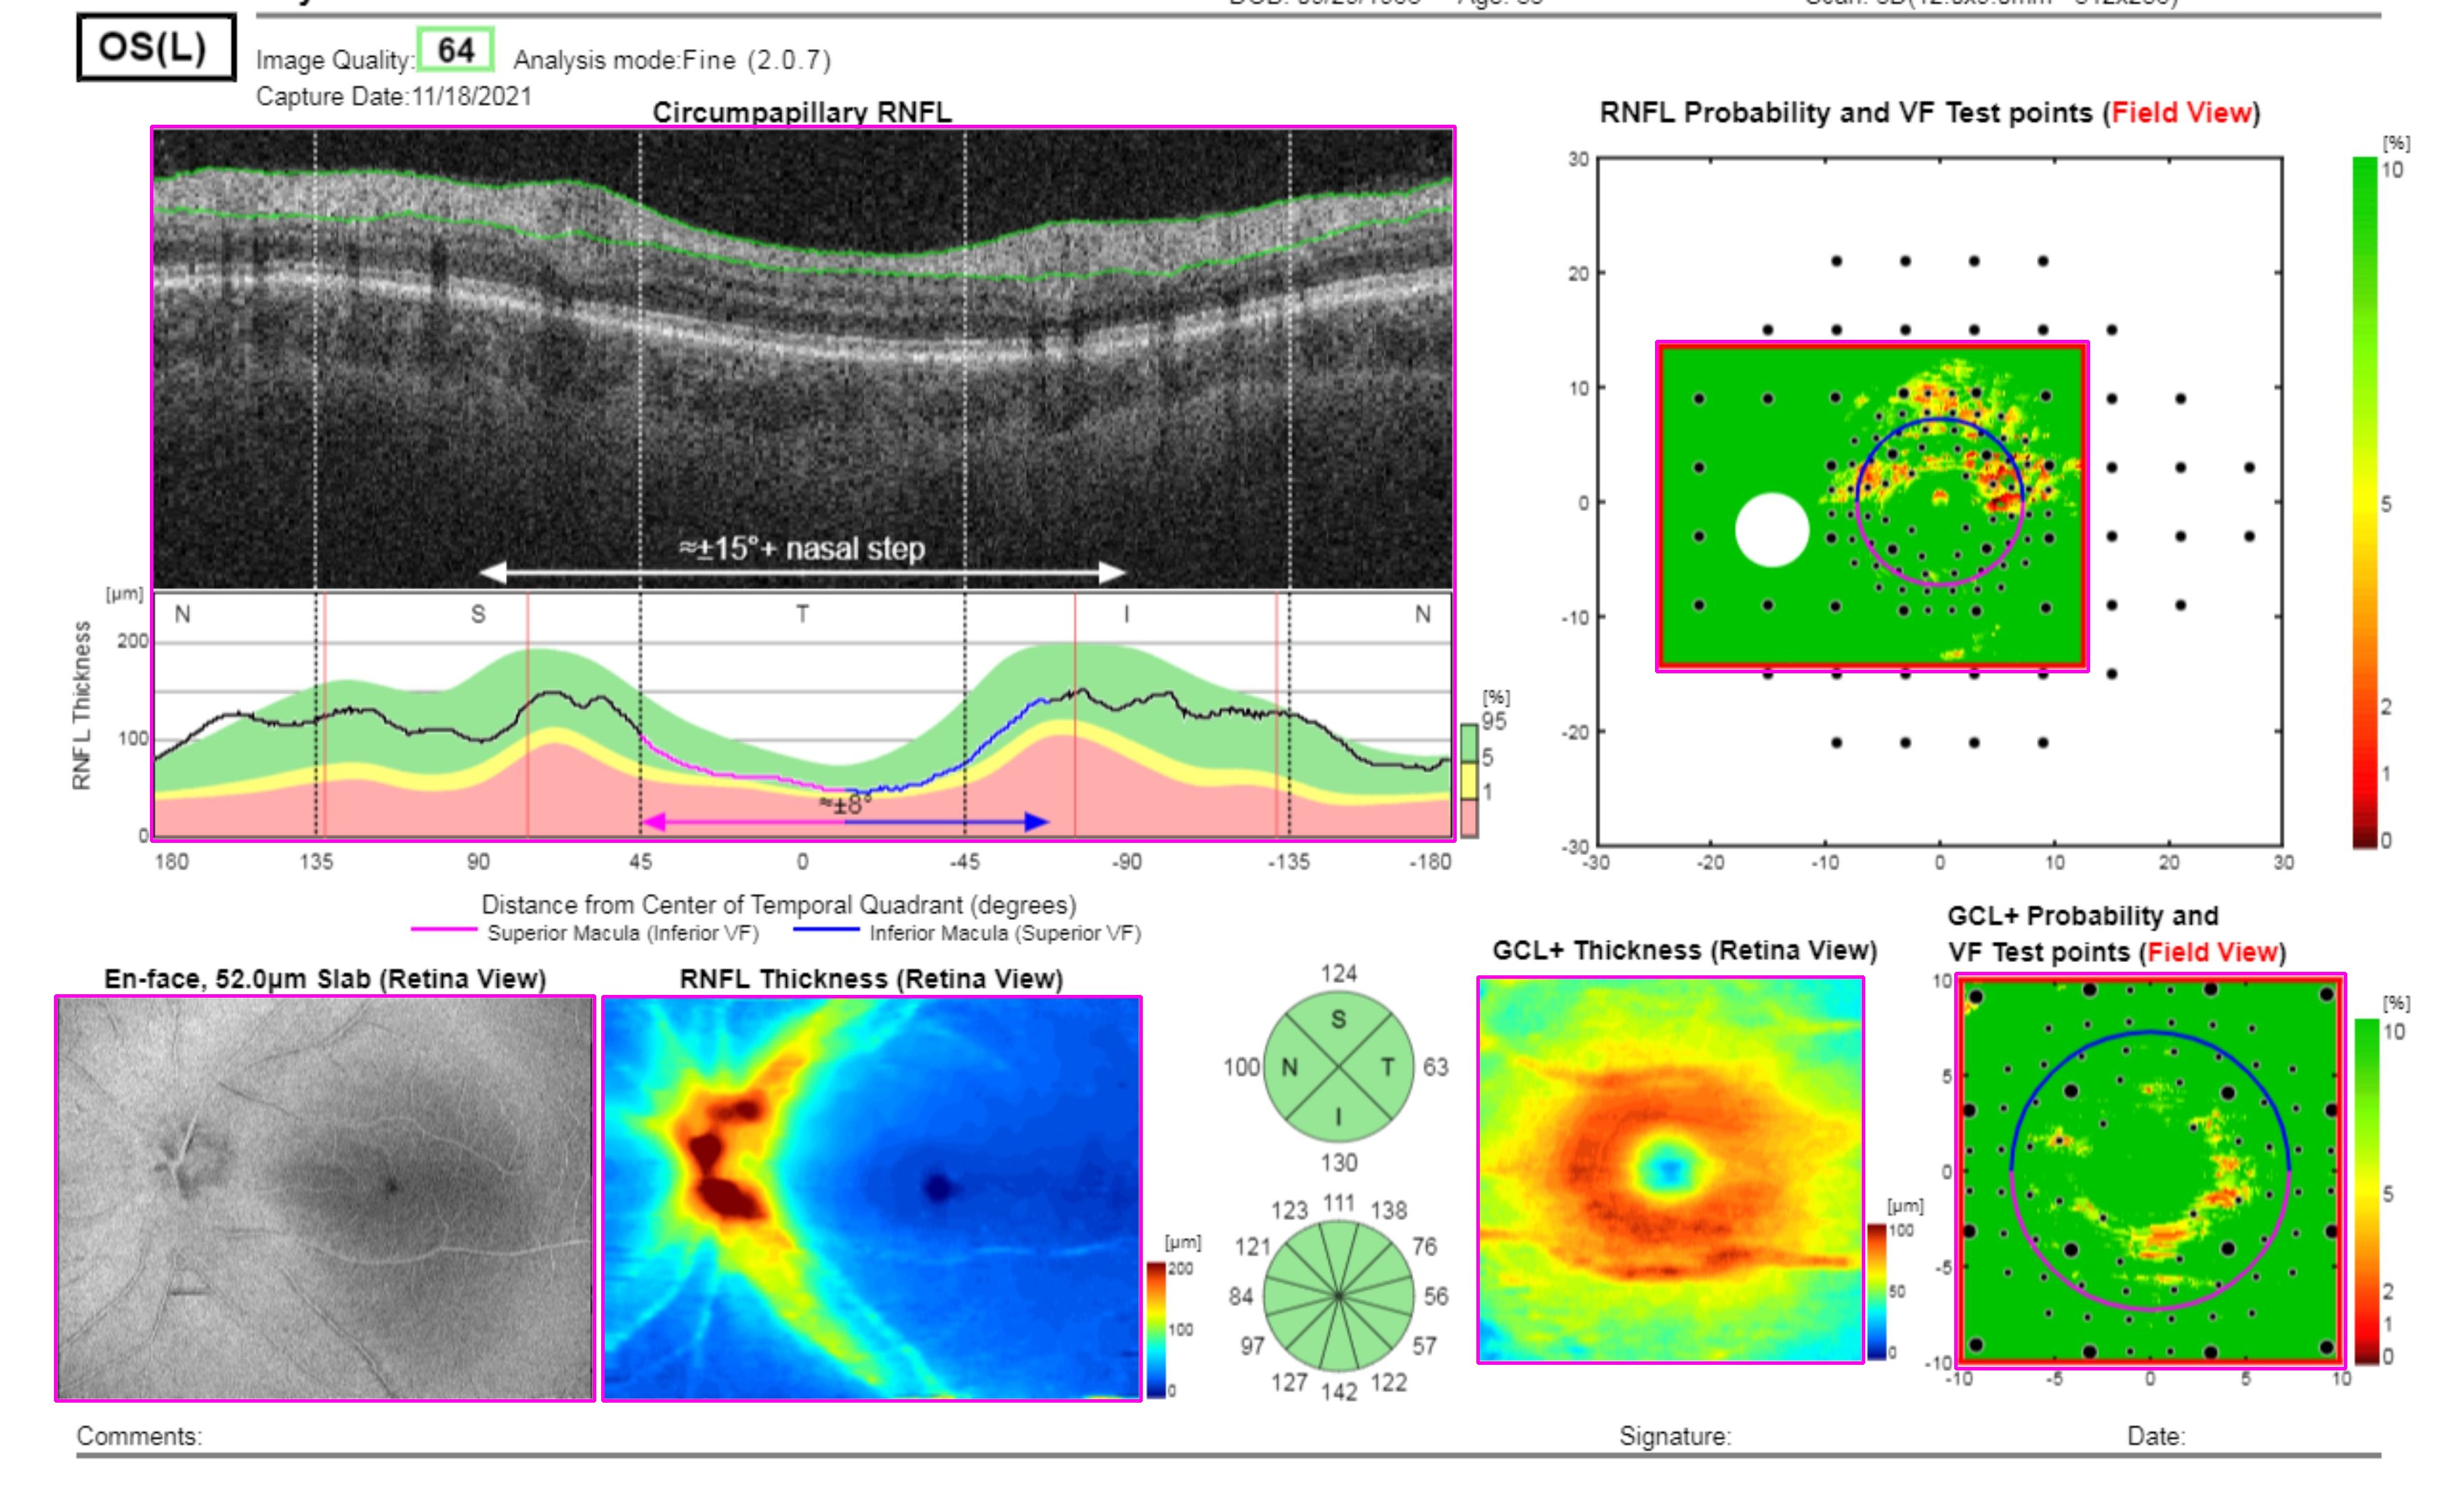 OS(L)
Image Quality: 64 Analysis mode:Fine (2.0.7)
Capture Date:11/18/2021
Circumpapillary RNFL
≈±15°+ nasal step
[µm]
N S T I N
200
100
0
RNFL Thickness
≈±8°
180 135 90 45 0 -45 -90 -135 -180
Distance from Center of Temporal Quadrant (degrees)
Superior Macula (Inferior VF) Inferior Macula (Superior VF)
[%]
95
5
1
RNFL Probability and VF Test points (Field View)
30
20
10
0
-10
-20
-30
-30 -20 -10 0 10 20 30
[%]
10
5
2
1
0
En-face, 52.0µm Slab (Retina View)
RNFL Thickness (Retina View)
[µm]
200
100
0
124
S
100 N T 63
I
130
123 111 138
121 76
84 56
97 57
127 142 122
GCL+ Thickness (Retina View)
[µm]
100
50
0
GCL+ Probability and
VF Test points (Field View)
10
5
0
-5
-10
-10 -5 0 5 10
[%]
10
5
2
1
0
Comments: Signature: Date: